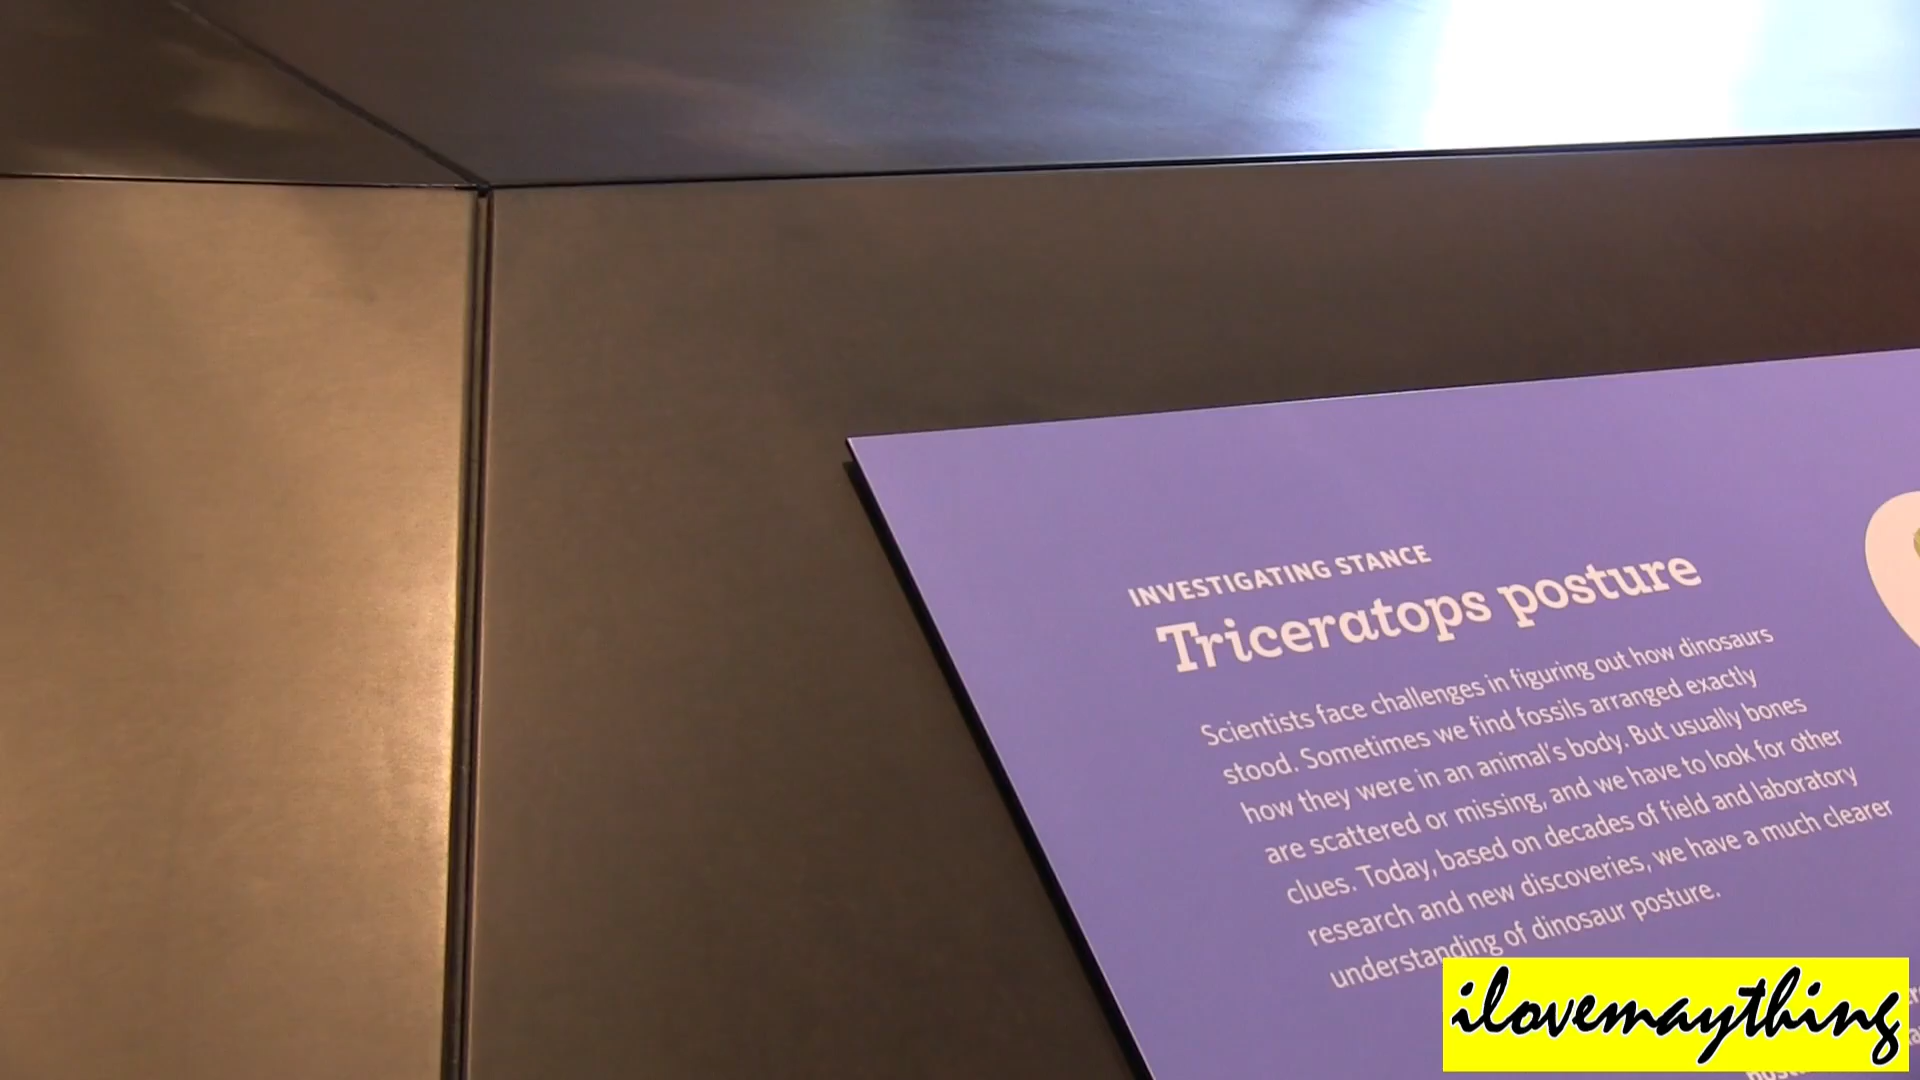 INVESTIGATING STANCE
Triceratops posture
Scientists face challenges in figuring out how dinosaurs
stood. Sometimes we find fossils arranged exactly
how they were in an animal's body. But usually bones
are scattered or missing, and we have to look for other
clues. Today, based on decades of field and laboratory
research and new discoveries, we have a much clearer
understanding of dinosaur posture.
ilovemaything